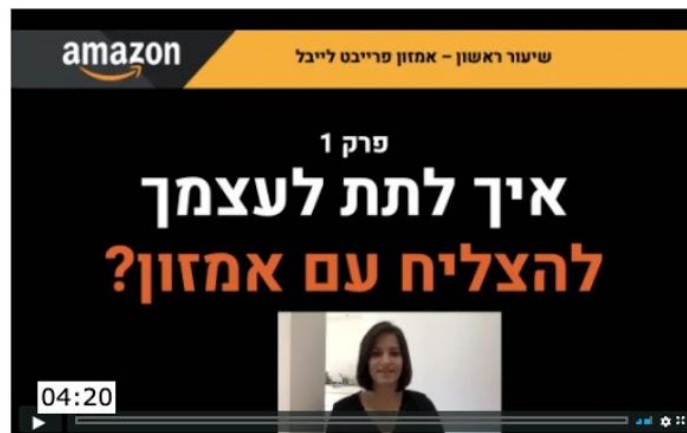 amazon
שיעור ראשון – אמזון פרייבט לייבל
פרק 1
איך לתת לעצמך
להצליח עם אמזון?
04:20